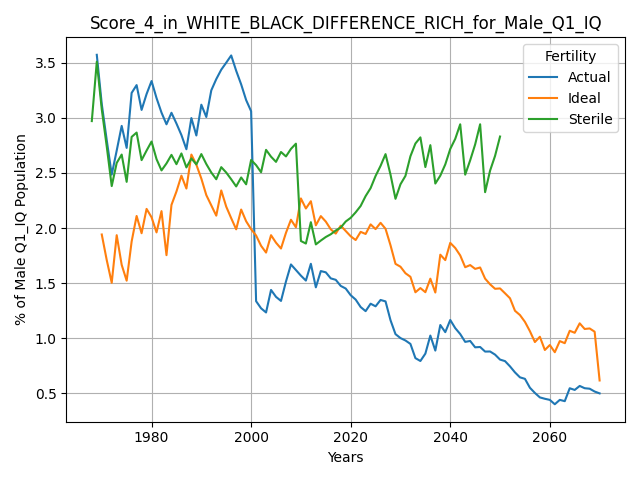 Score_4_in_WHITE_BLACK_DIFFERENCE_RICH_for_Male_Q1_IQ
Fertility
Actual
Ideal
Sterile
% of Male Q1_IQ Population
3.5
3.0
2.5
2.0
1.5
1.0
0.5
1980 2000 2020 2040 2060
Years